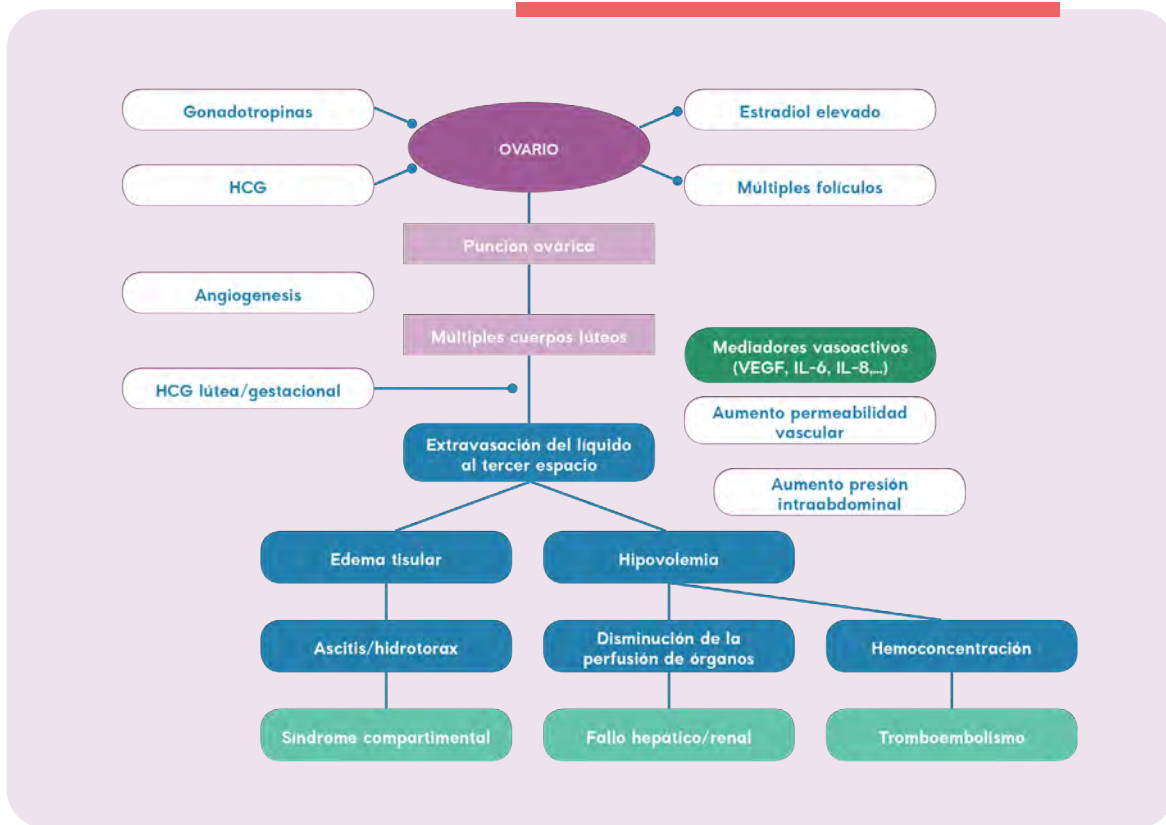 Gonadotropinas
Estradiol elevado
OVARIO
HCG
Múltiples folículos
Puncion ovárica
Angiogenesis
Múltiples cuerpos lúteos
Mediadores vasoactivos
(VEGF, IL-6, IL-8,...)
HCG lútea/gestacional
Aumento permeabilidad
vascular
Extravasación del líquido
al tercer espacio
Aumento presión
intraabdominal
Edema tisular
Hipovolemia
Ascitis/hidrotorax
Disminución de la
perfusión de órganos
Hemoconcentración
Síndrome compartimental
Fallo hepatico/renal
Tromboembolismo